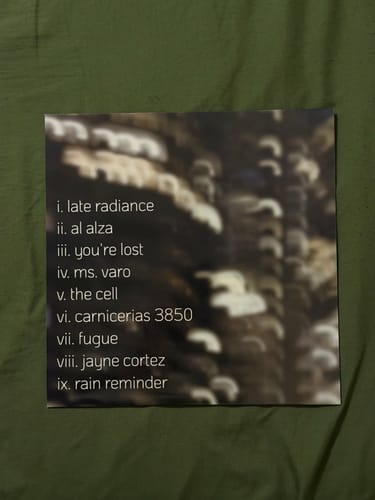 i. late radiance
ii. al alza
iii. you're lost
iv. ms. varo
v. the cell
vi. carnicerias 3850
vii. fugue
viii. jayne cortez
ix. rain reminder